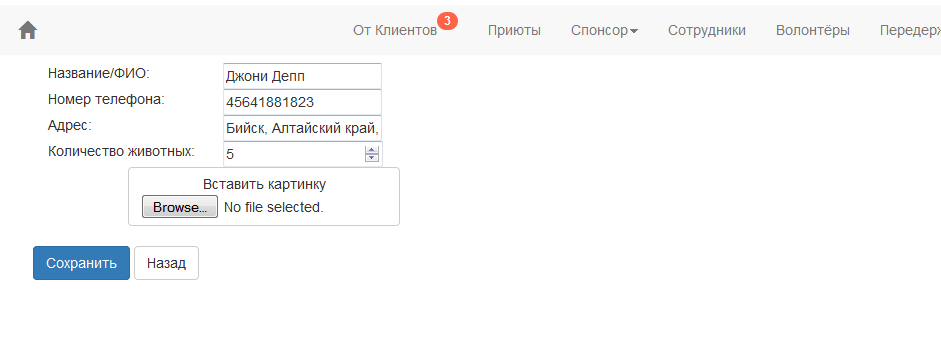 От Клиентов 3 Приюты Спонсор Сотрудники Волонтёры Передерж
Название/ФИО: Джони Депп
Номер телефона: 45641881823
Адрес: Бийск, Алтайский край,
Количество животных: 5
Вставить картинку
Browse... No file selected.
Сохранить Назад